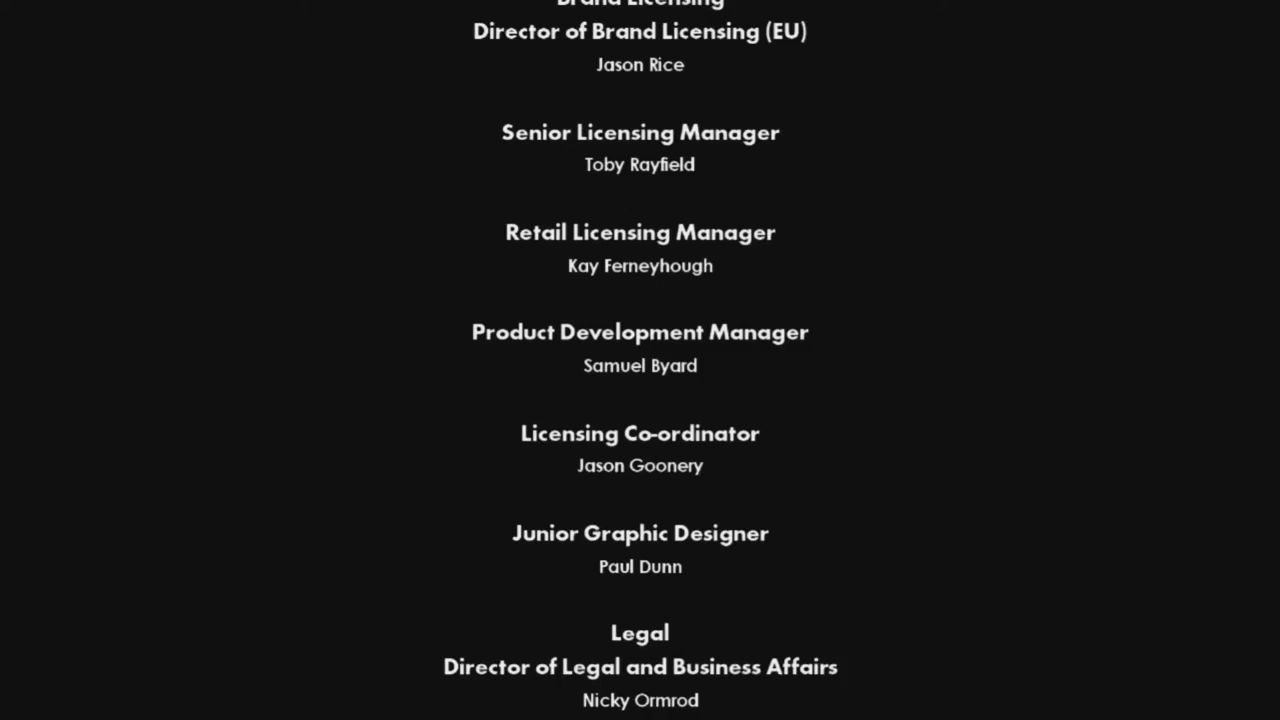 Brand Licensing
Director of Brand Licensing (EU)
Jason Rice
Senior Licensing Manager
Toby Rayfield
Retail Licensing Manager
Kay Ferneyhough
Product Development Manager
Samuel Byard
Licensing Co-ordinator
Jason Goonery
Junior Graphic Designer
Paul Dunn
Legal
Director of Legal and Business Affairs
Nicky Ormrod